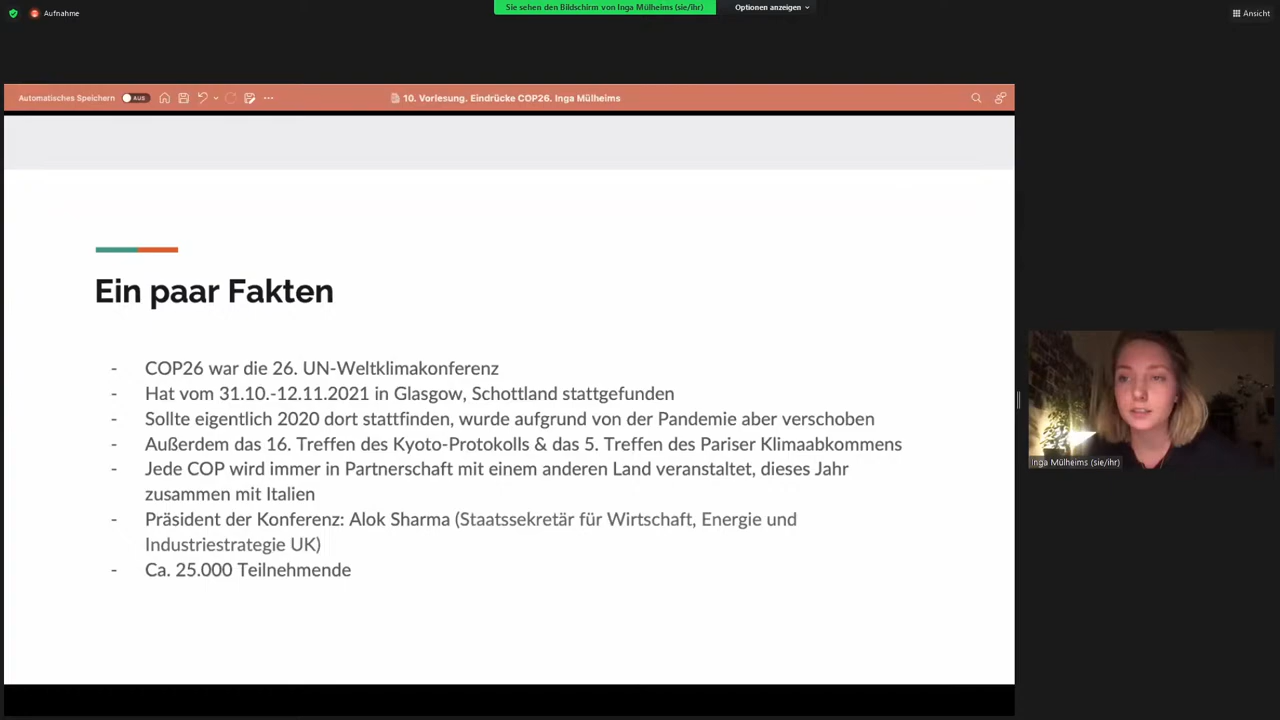 Aufnahme
Sie sehen den Bildschirm von Inga Mülheims (sie/ihr)
Optionen anzeigen
Ansicht
Automatisches Speichern AUS
10. Vorlesung. Eindrücke COP26. Inga Mülheims
Ein paar Fakten
- COP26 war die 26. UN-Weltklimakonferenz
- Hat vom 31.10.-12.11.2021 in Glasgow, Schottland stattgefunden
- Sollte eigentlich 2020 dort stattfinden, wurde aufgrund von der Pandemie aber verschoben
- Außerdem das 16. Treffen des Kyoto-Protokolls & das 5. Treffen des Pariser Klimaabkommens
- Jede COP wird immer in Partnerschaft mit einem anderen Land veranstaltet, dieses Jahr
zusammen mit Italien
- Präsident der Konferenz: Alok Sharma (Staatssekretär für Wirtschaft, Energie und
Industriestrategie UK)
- Ca. 25.000 Teilnehmende
Inga Mülheims (sie/ihr)